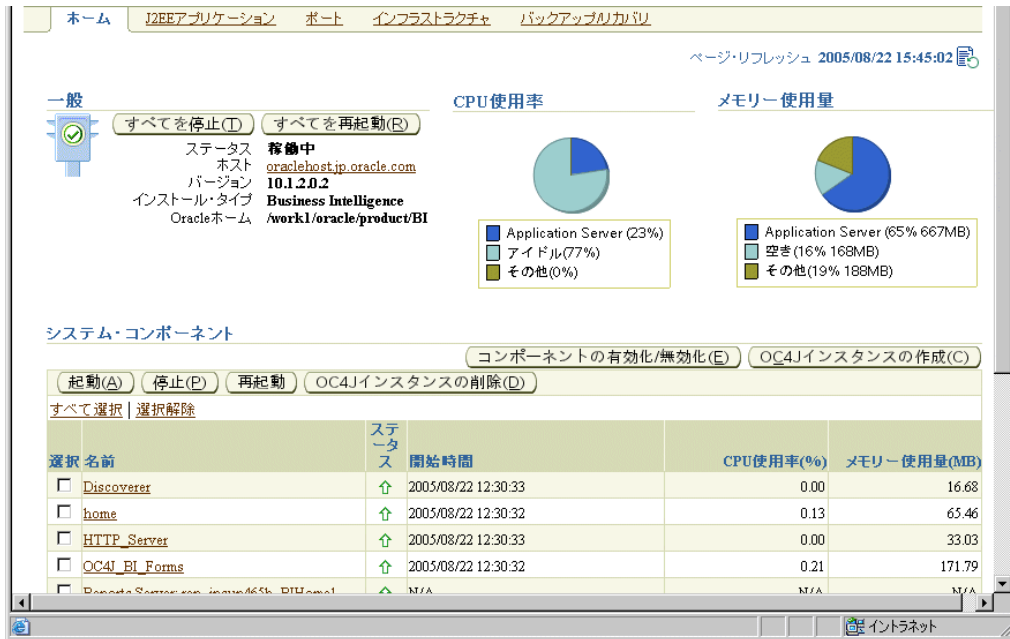 ホーム J2EEアプリケーション ポート インフラストラクチャ バックアップ/リカバリ
ページ・リフレッシュ 2005/08/22 15:45:02
一般
すべてを停止(T) すべてを再起動(R)
ステータス 稼働中
ホスト oraclehost.jp.oracle.com
バージョン 10.1.2.0.2
インストール・タイプ Business Intelligence
Oracleホーム /work1/oracle/product/BI
CPU使用率
Application Server (23%)
アイドル(77%)
その他(0%)
メモリー使用量
Application Server (65% 667MB)
空き(16% 168MB)
その他(19% 188MB)
システム・コンポーネント
コンポーネントの有効化/無効化(E) OC4Jインスタンスの作成(C)
起動(A) 停止(P) 再起動 OC4Jインスタンスの削除(D)
すべて選択 | 選択解除
選択 名前 ステータス 開始時間 CPU使用率(%) メモリー使用量(MB)
Discoverer 2005/08/22 12:30:33 0.00 16.68
home 2005/08/22 12:30:32 0.13 65.46
HTTP_Server 2005/08/22 12:30:33 0.00 33.03
OC4J_BI_Forms 2005/08/22 12:30:32 0.21 171.79
Reports Server: N/A N/A N/A
イントラネット